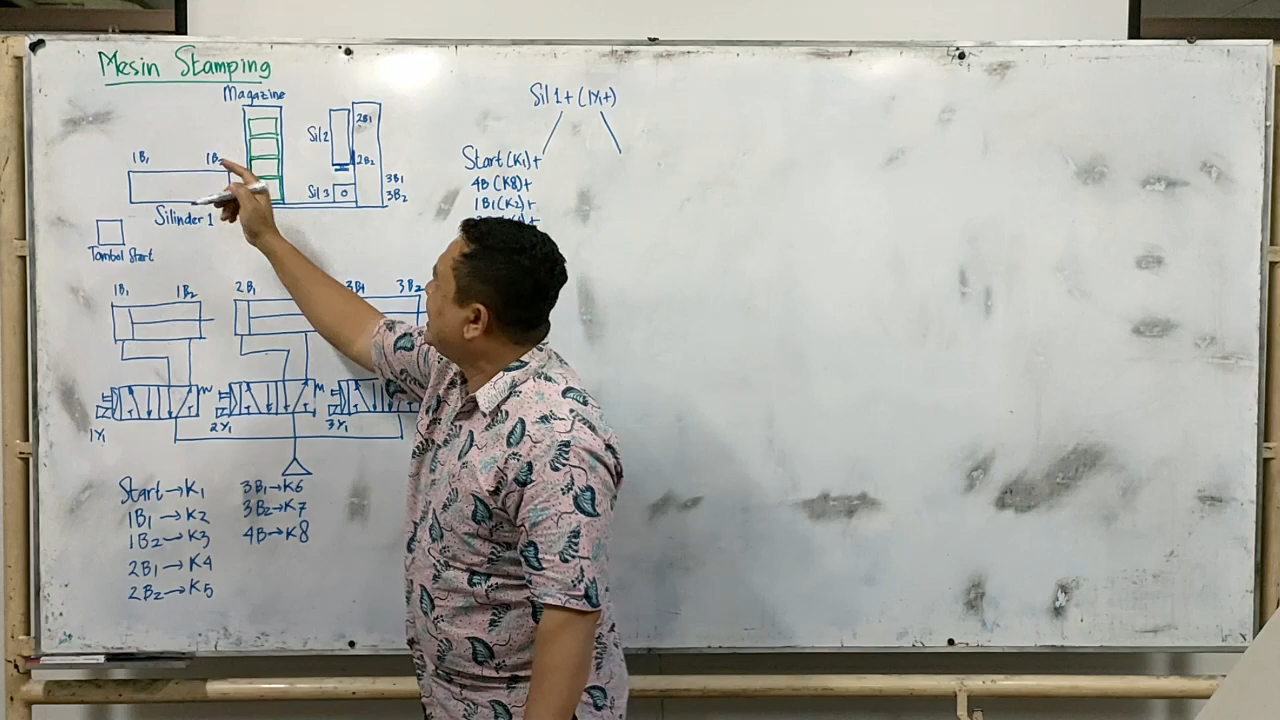 Mesin Stamping
Magazine
1B1
1B2
Sil2
2B1
2B2
Sil 3
3B1
3B2
Silinder 1
Tombol Start
Sil 1+ (1Y1+)
Start (K1)+
4B (K8)+
1B1 (K2)+
1B1
1B2
2B1
3B1
3B2
1Y1
2Y1
3Y1
Start→K1
1B1→K2
1B2→K3
2B1→K4
2B2→K5
3B1→K6
3B2→K7
4B→K8